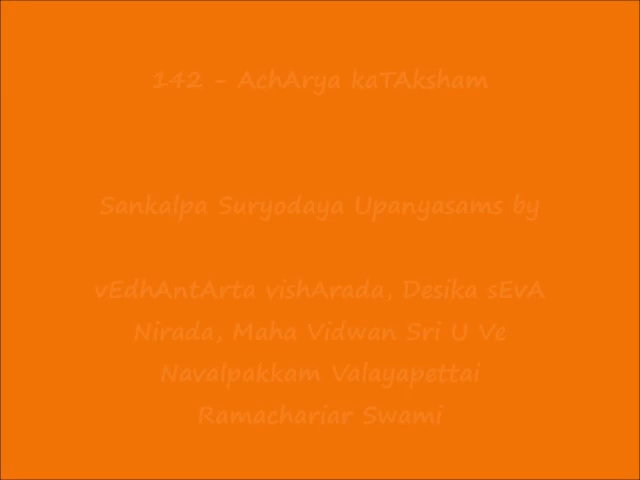 142 - AchArya kaTAksham
Sankalpa Suryodaya Upanyasams by
vEdhAntArta vishArada, Desika sEvA
Nirada, Maha Vidwan Sri U Ve
Navalpakkam Valayapettai
Ramachariar Swami